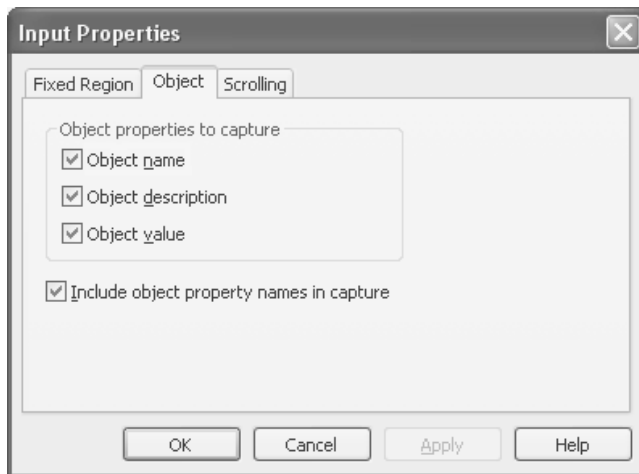 Input Properties
Fixed Region Object Scrolling
Object properties to capture
Object name
Object description
Object value
Include object property names in capture
OK Cancel Apply Help